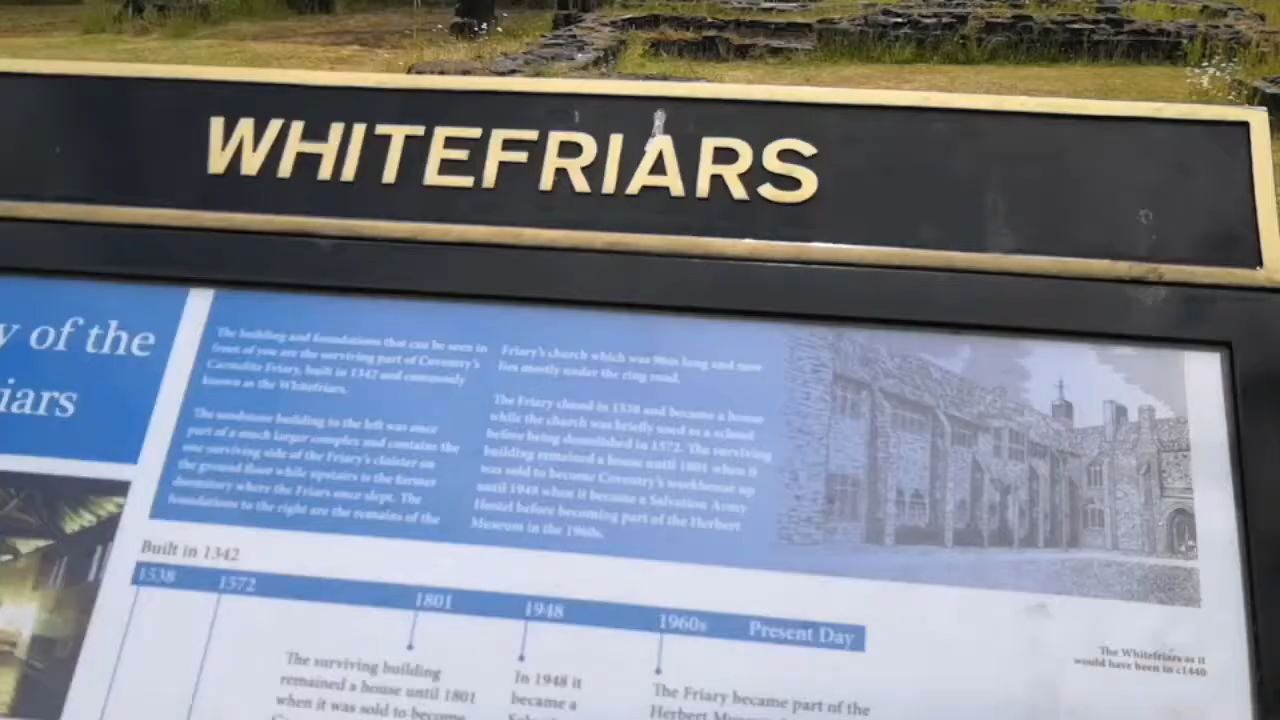 WHITEFRIARS
y of the
iars
The building and foundations that can be seen in
front of you are the surviving part of Coventry's
Carmelite Friary, built in 1342 and commonly
known as the Whitefriars.
The sandstone building to the left was once
part of a much larger complex and contains the
one surviving side of the Friary's cloister on
the ground floor while upstairs is the former
dormitory where the Friars once slept. The
foundations to the right are the remains of the
Friary's church which was 96m long and now
lies mostly under the ring road.
The Friary closed in 1538 and became a house
while the church was briefly used as a school
before being demolished in 1572. The surviving
building remained a house until 1801 when it
was sold to become Coventry's workhouse up
until 1948 when it became a Salvation Army
Hostel before becoming part of the Herbert
Museum in the 1960s.
Built in 1342
1538 1572 1801 1948 1960s Present Day
The surviving building
remained a house until 1801
when it was sold to become
In 1948 it
became a
The Friary became part of the
Herbert
The Whitefriars as it
would have been in c1440